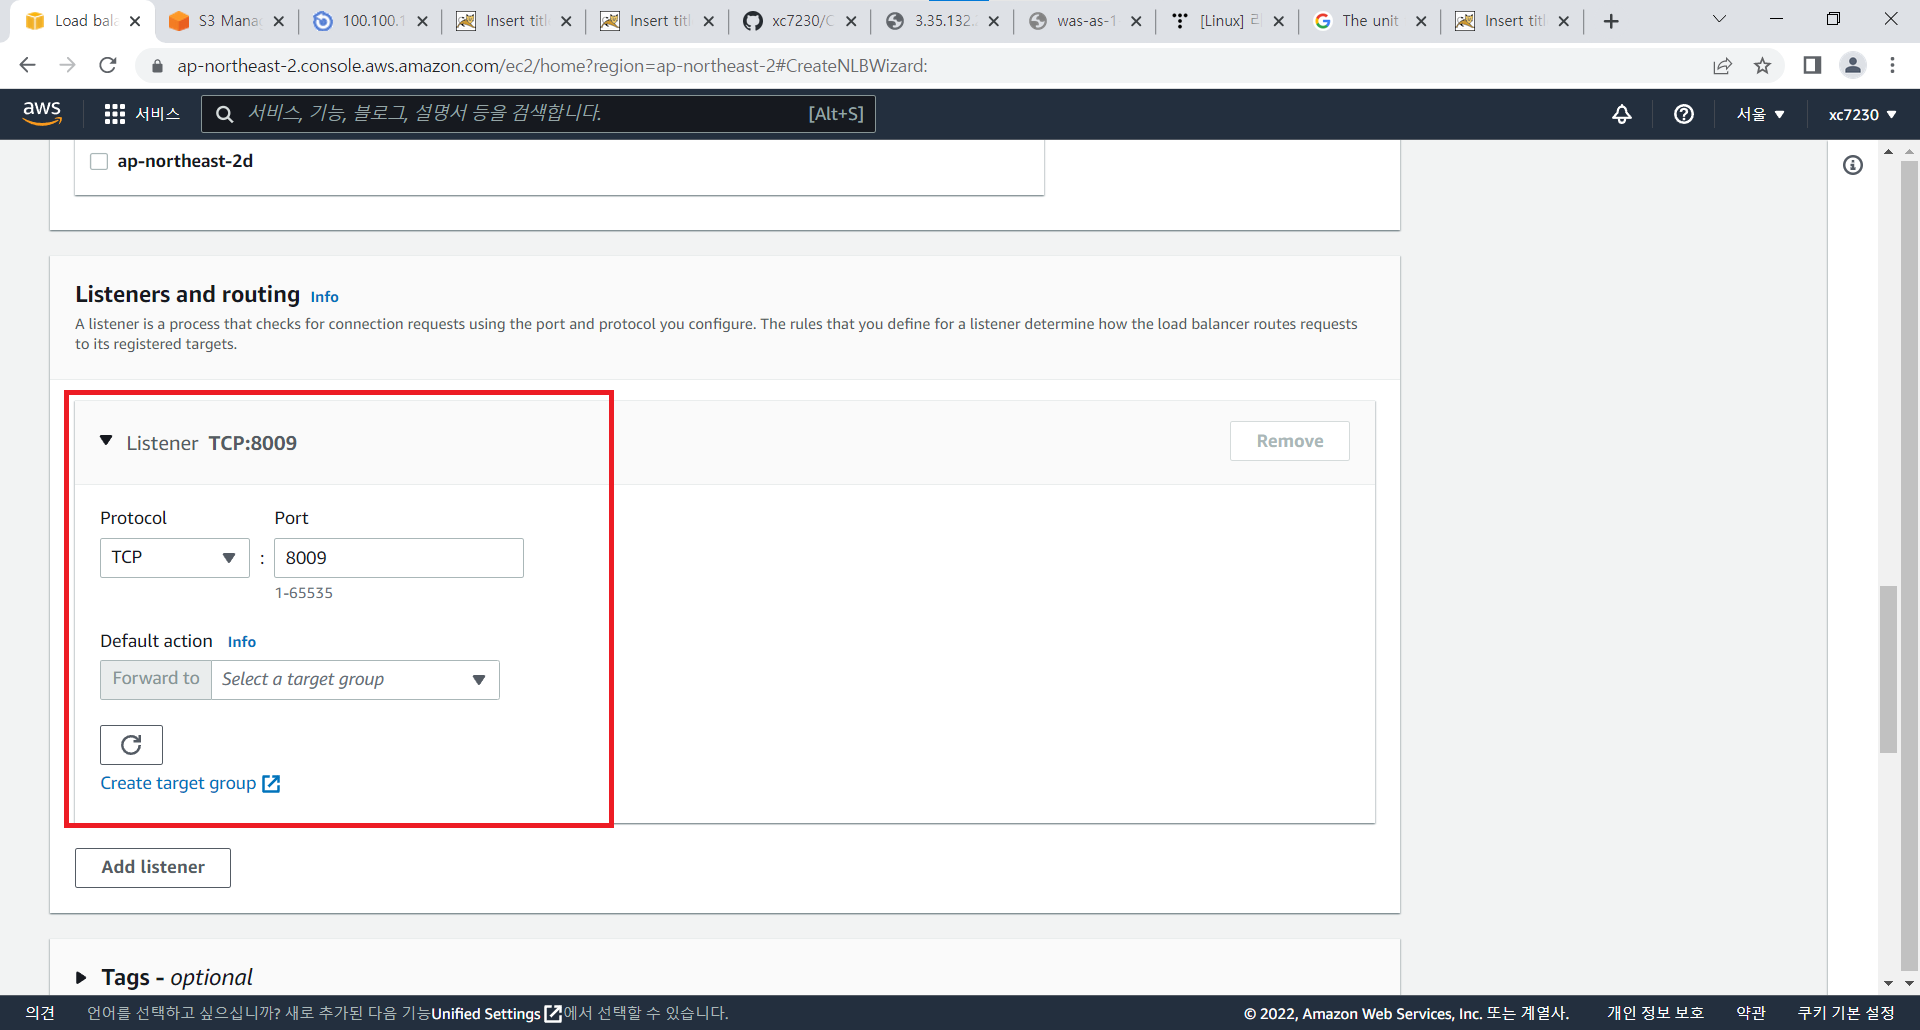 Load bala
S3 Mana
100.100.1
Insert titl
Insert titl
xc7230/C
3.35.132.
was-as-1
[Linux] 리
The unit
Insert titl
ap-northeast-2.console.aws.amazon.com/ec2/home?region=ap-northeast-2#CreateNLBWizard:
aws
서비스
서비스, 기능, 블로그, 설명서 등을 검색합니다.
[Alt+S]
서울
xc7230
ap-northeast-2d
Listeners and routing Info
A listener is a process that checks for connection requests using the port and protocol you configure. The rules that you define for a listener determine how the load balancer routes requests
to its registered targets.
Listener TCP:8009
Remove
Protocol
Port
TCP
:
8009
1-65535
Default action Info
Forward to
Select a target group
Create target group
Add listener
Tags - optional
의견
언어를 선택하고 싶으십니까? 새로 추가된 다음 기능Unified Settings에서 선택할 수 있습니다.
© 2022, Amazon Web Services, Inc. 또는 계열사.
개인 정보 보호
약관
쿠키 기본 설정